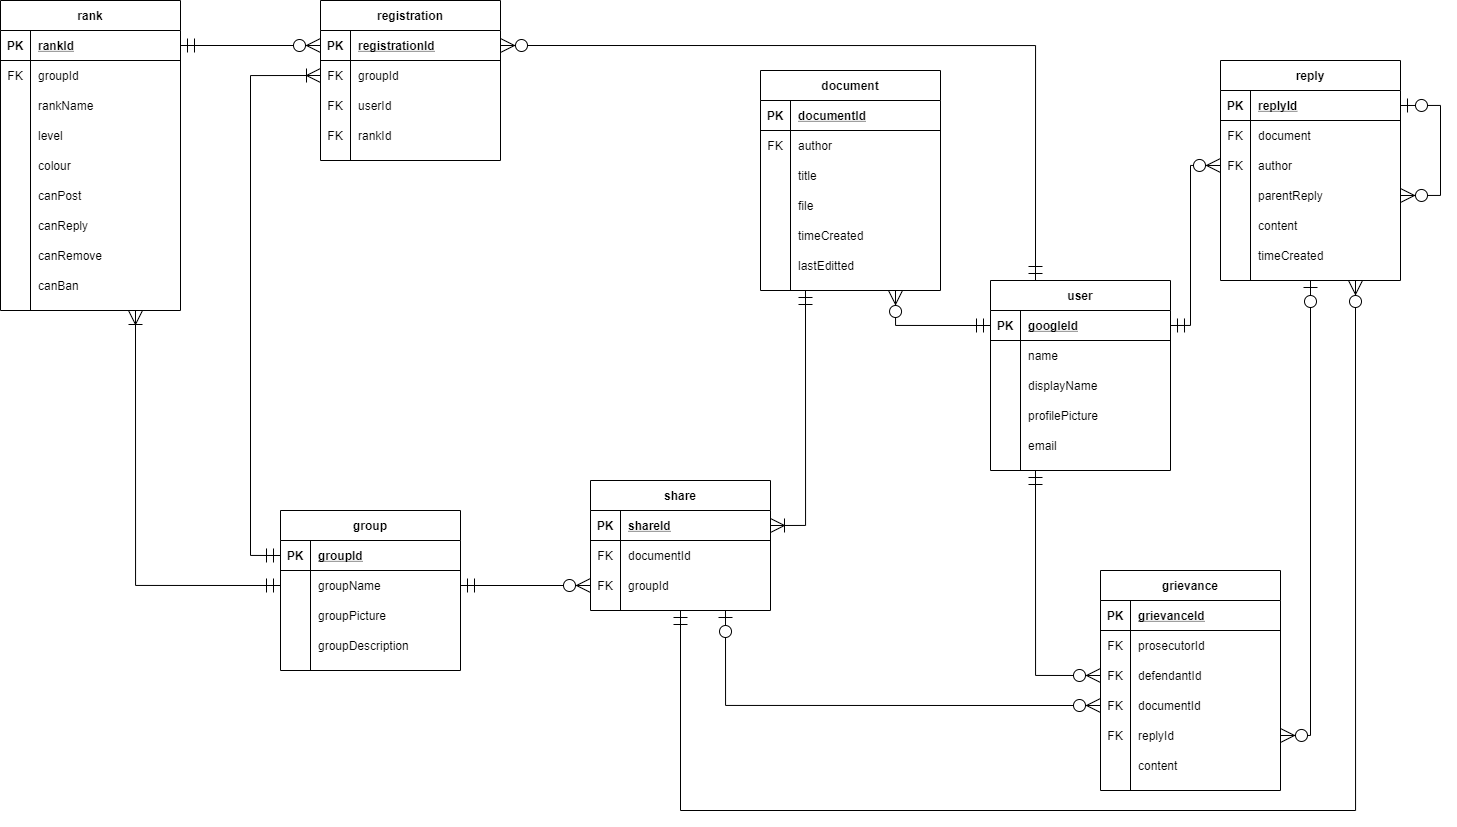 rank
PK rankId
FK groupId
rankName
level
colour
canPost
canReply
canRemove
canBan
registration
PK registrationId
FK groupId
FK userId
FK rankId
document
PK documentId
FK author
title
file
timeCreated
lastEditted
reply
PK replyId
FK document
FK author
parentReply
content
timeCreated
user
PK googleId
name
displayName
profilePicture
email
share
PK shareId
FK documentId
FK groupId
group
PK groupId
groupName
groupPicture
groupDescription
grievance
PK grievanceId
FK prosecutorId
FK defendantId
FK documentId
FK replyId
content